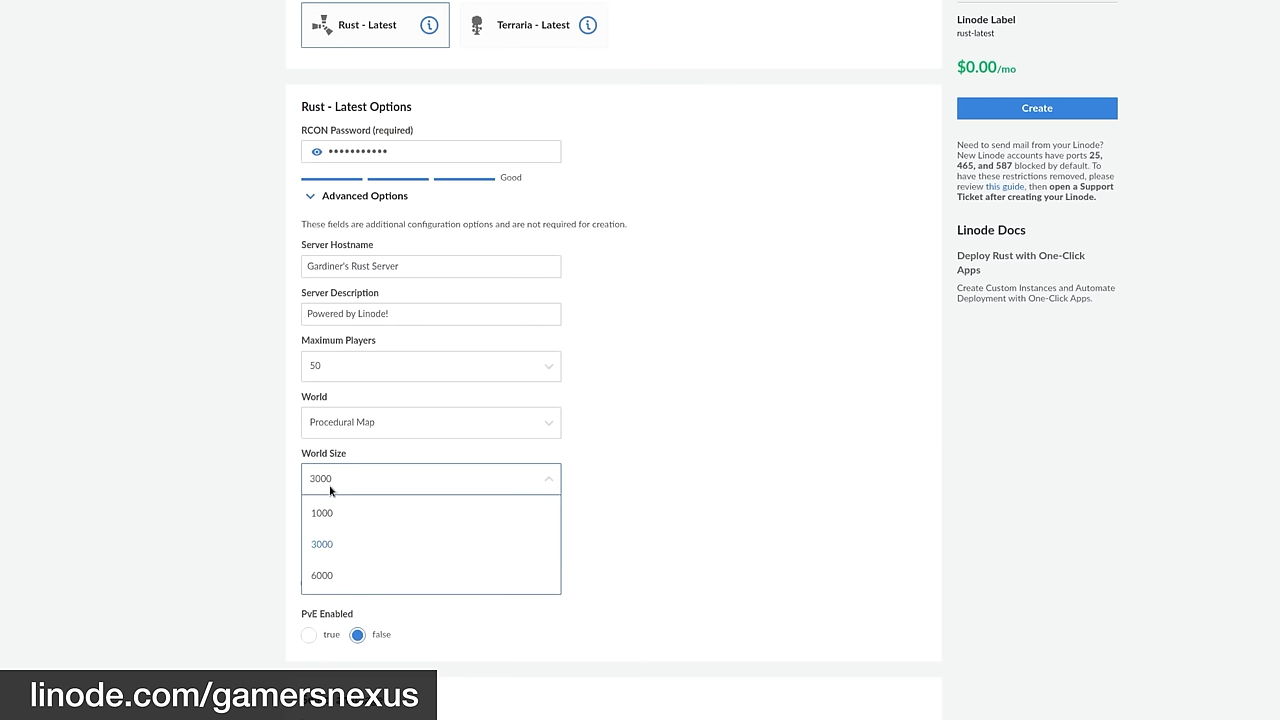 Rust - Latest
Terraria - Latest
Rust - Latest Options
RCON Password (required)
•••••••••••
Good
Advanced Options
These fields are additional configuration options and are not required for creation.
Server Hostname
Gardiner's Rust Server
Server Description
Powered by Linode!
Maximum Players
50
World
Procedural Map
World Size
3000
1000
3000
6000
PvE Enabled
true
false
Linode Label
rust-latest
$0.00/mo
Create
Need to send mail from your Linode?
New Linode accounts have ports 25,
465, and 587 blocked by default. To
have these restrictions removed, please
review this guide, then open a Support
Ticket after creating your Linode.
Linode Docs
Deploy Rust with One-Click
Apps
Create Custom Instances and Automate
Deployment with One-Click Apps.
linode.com/gamersnexus